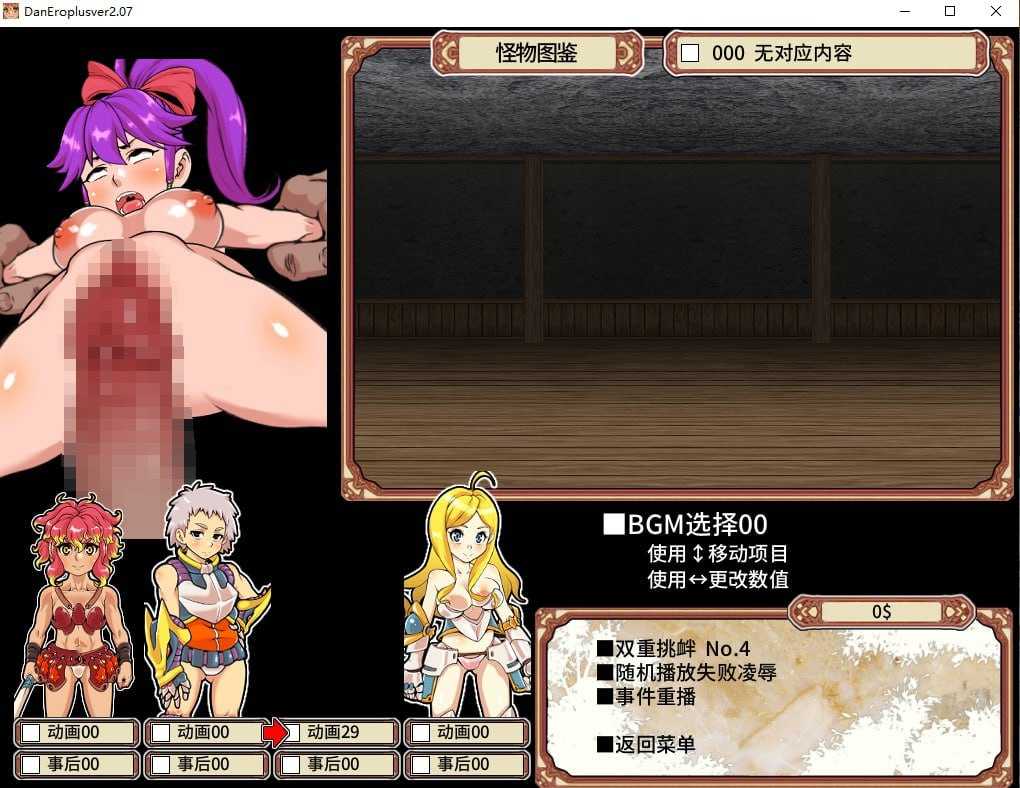 DanEroplusver2.07
怪物图鉴
000 无对应内容
■BGM选择00
使用↕移动项目
使用↔更改数值
0$
■双重挑衅 No.4
■随机播放失败凌辱
■事件重播
■返回菜单
动画00
动画00
动画29
动画00
事后00
事后00
事后00
事后00